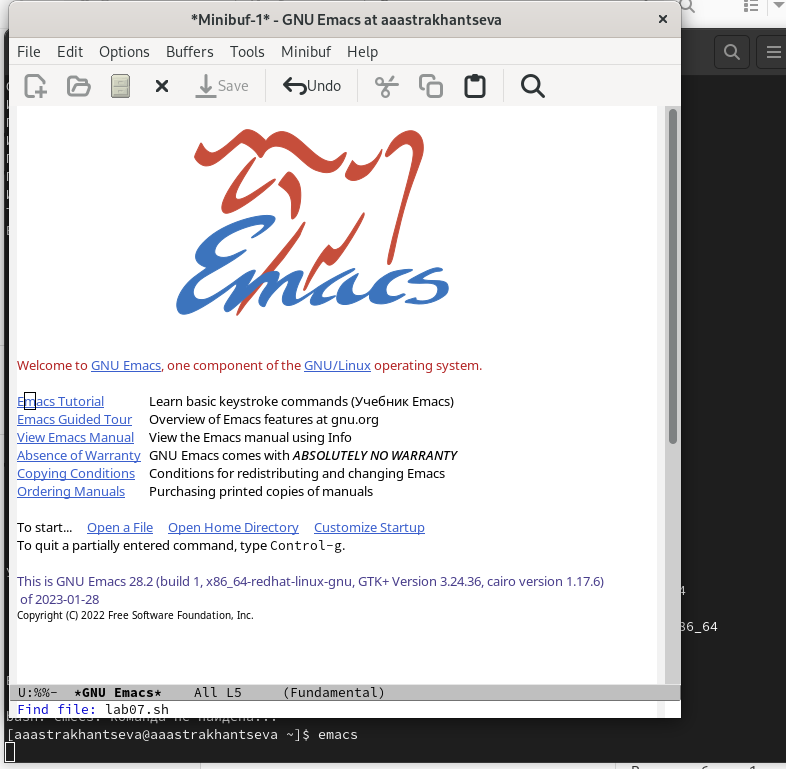 *Minibuf-1* - GNU Emacs at aaastrakhantseva
File Edit Options Buffers Tools Minibuf Help
Save Undo
Emacs
Welcome to GNU Emacs, one component of the GNU/Linux operating system.
Emacs Tutorial Learn basic keystroke commands (Учебник Emacs)
Emacs Guided Tour Overview of Emacs features at gnu.org
View Emacs Manual View the Emacs manual using Info
Absence of Warranty GNU Emacs comes with ABSOLUTELY NO WARRANTY
Copying Conditions Conditions for redistributing and changing Emacs
Ordering Manuals Purchasing printed copies of manuals
To start... Open a File Open Home Directory Customize Startup
To quit a partially entered command, type Control-g.
This is GNU Emacs 28.2 (build 1, x86_64-redhat-linux-gnu, GTK+ Version 3.24.36, cairo version 1.17.6)
of 2023-01-28
Copyright (C) 2022 Free Software Foundation, Inc.
86_64
U:%%- *GNU Emacs* All L5 (Fundamental)
Find file: lab07.sh
[aaastrakhantseva@aaastrakhantseva ~]$ emacs